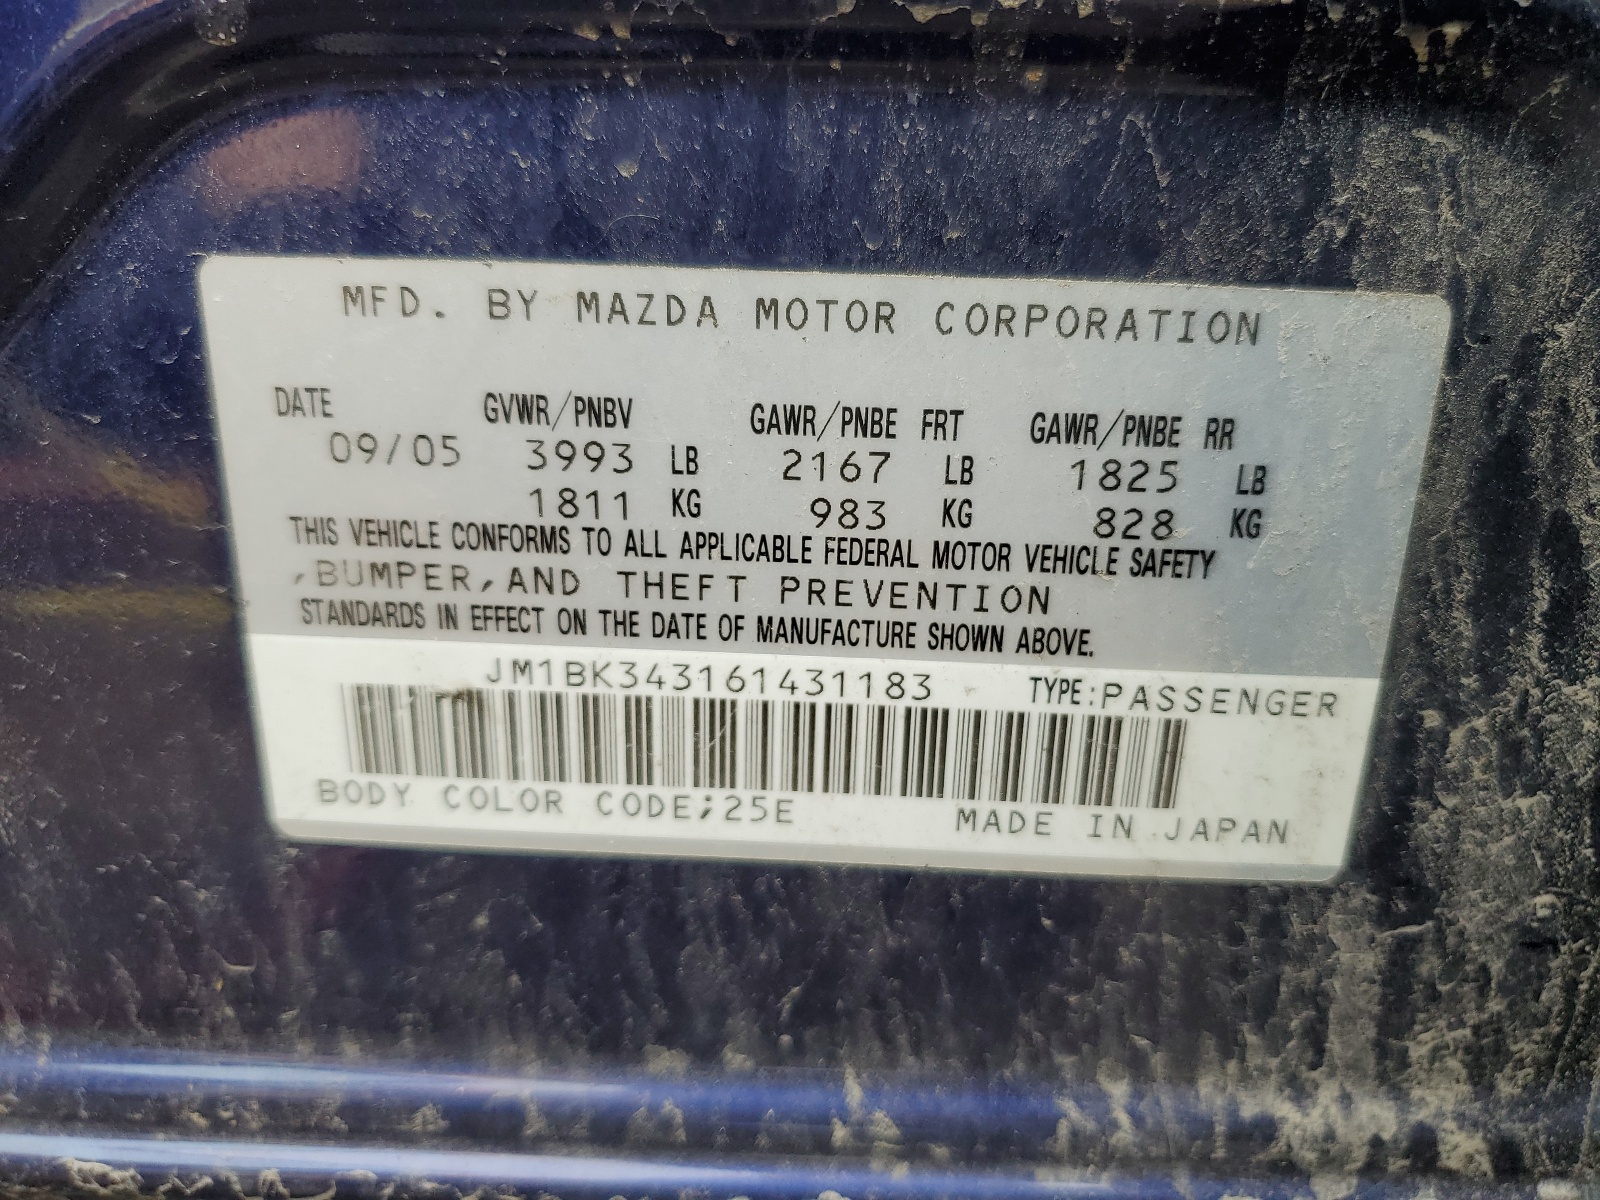 MFD. BY MAZDA MOTOR CORPORATION
DATE GVWR/PNBV GAWR/PNBE FRT GAWR/PNBE RR
09/05 3993 LB 2167 LB 1825 LB
1811 KG 983 KG 828 KG
THIS VEHICLE CONFORMS TO ALL APPLICABLE FEDERAL MOTOR VEHICLE SAFETY
,BUMPER,AND THEFT PREVENTION
STANDARDS IN EFFECT ON THE DATE OF MANUFACTURE SHOWN ABOVE.
JM1BK343161431183 TYPE:PASSENGER
BODY COLOR CODE;25E MADE IN JAPAN